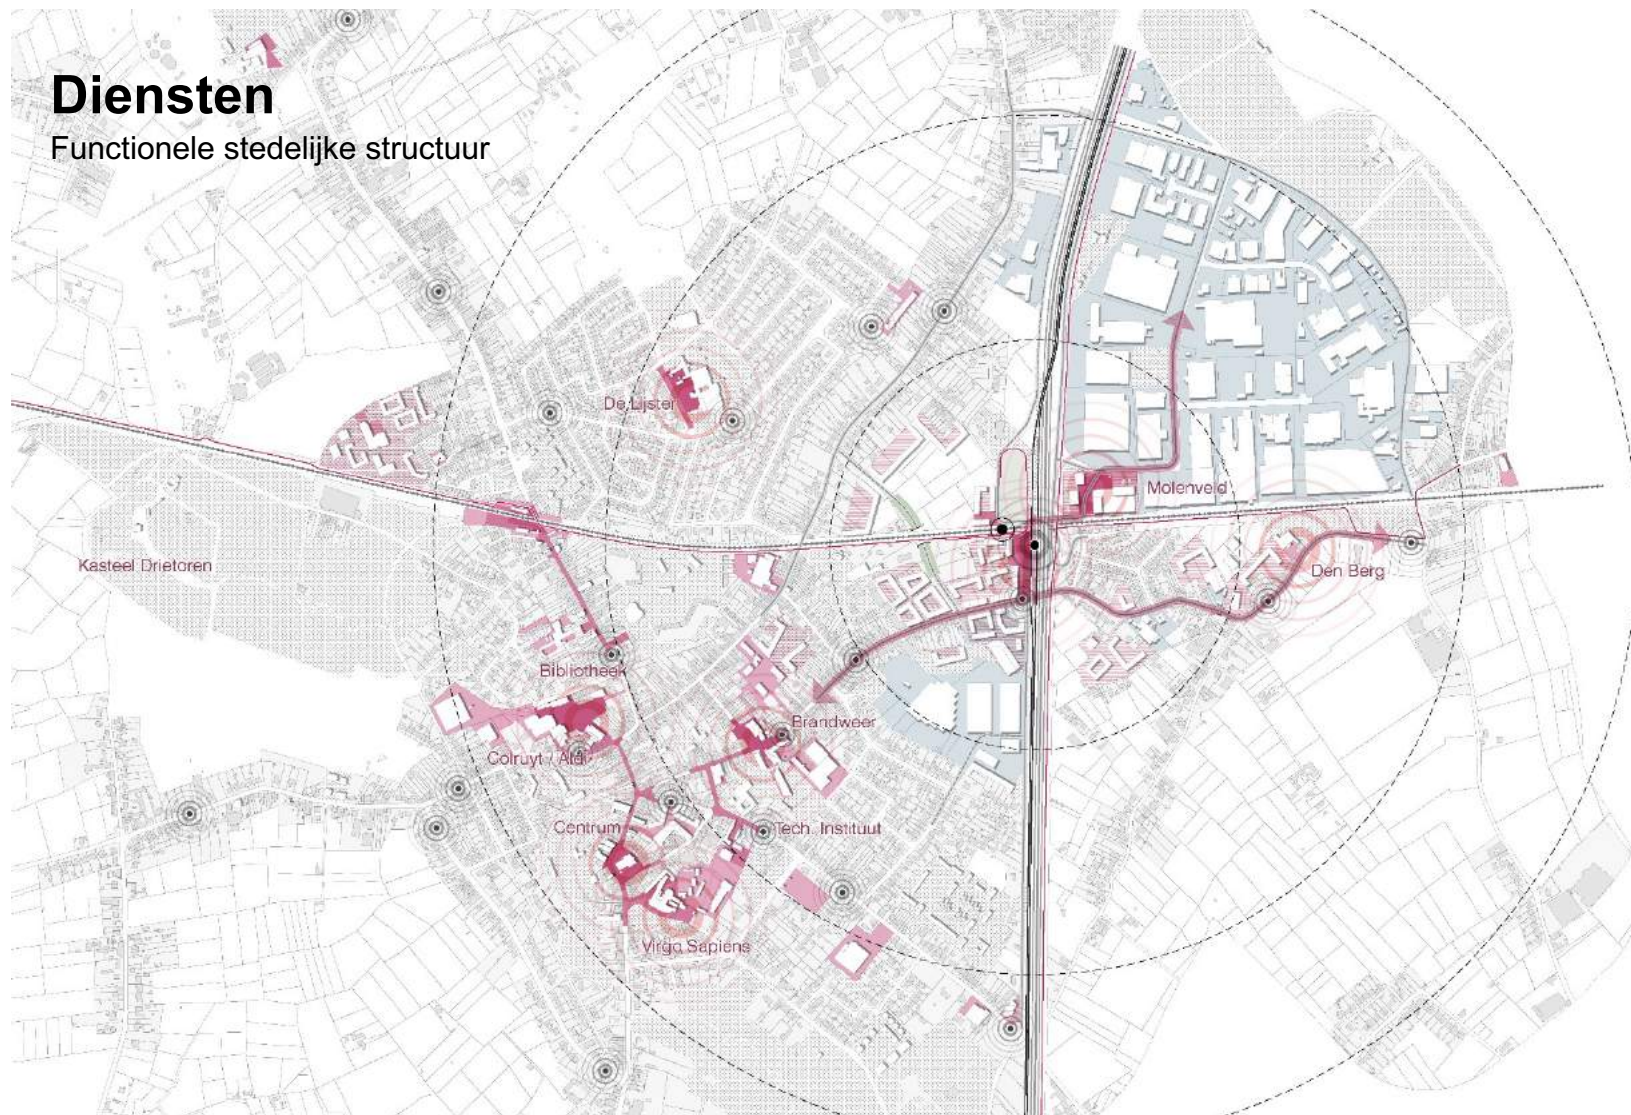 Diensten
Functionele stedelijke structuur
De Lijster
Molenveld
Kasteel Drietoren
Den Berg
Bibliotheek
Brandweer
Colruyt / Aldi
Centrum
Tech. Instituut
Virgo Sapiens